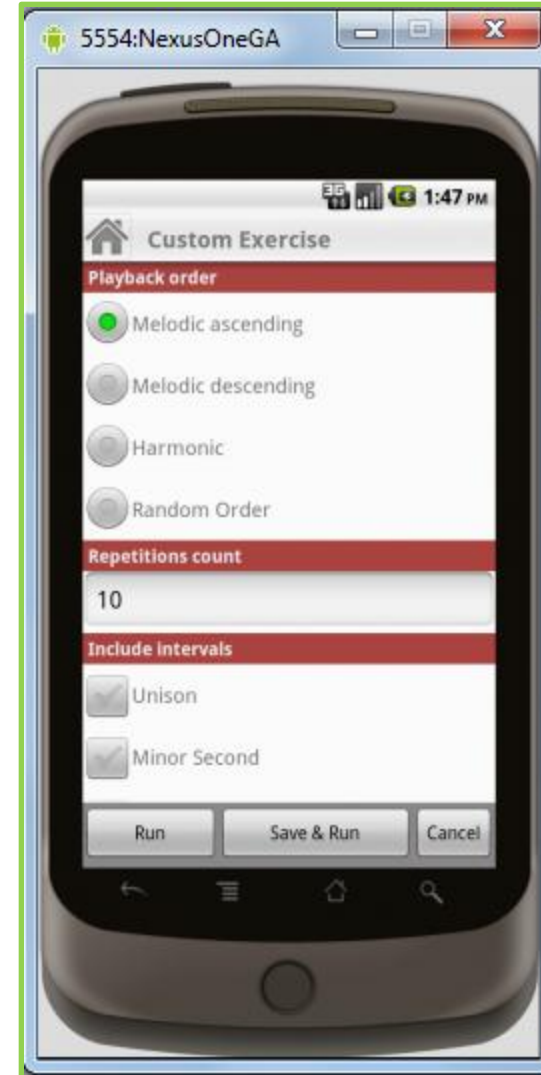 5554:NexusOneGA
3G 1:47 PM
Custom Exercise
Playback order
Melodic ascending
Melodic descending
Harmonic
Random Order
Repetitions count
10
Include intervals
Unison
Minor Second
Run Save & Run Cancel